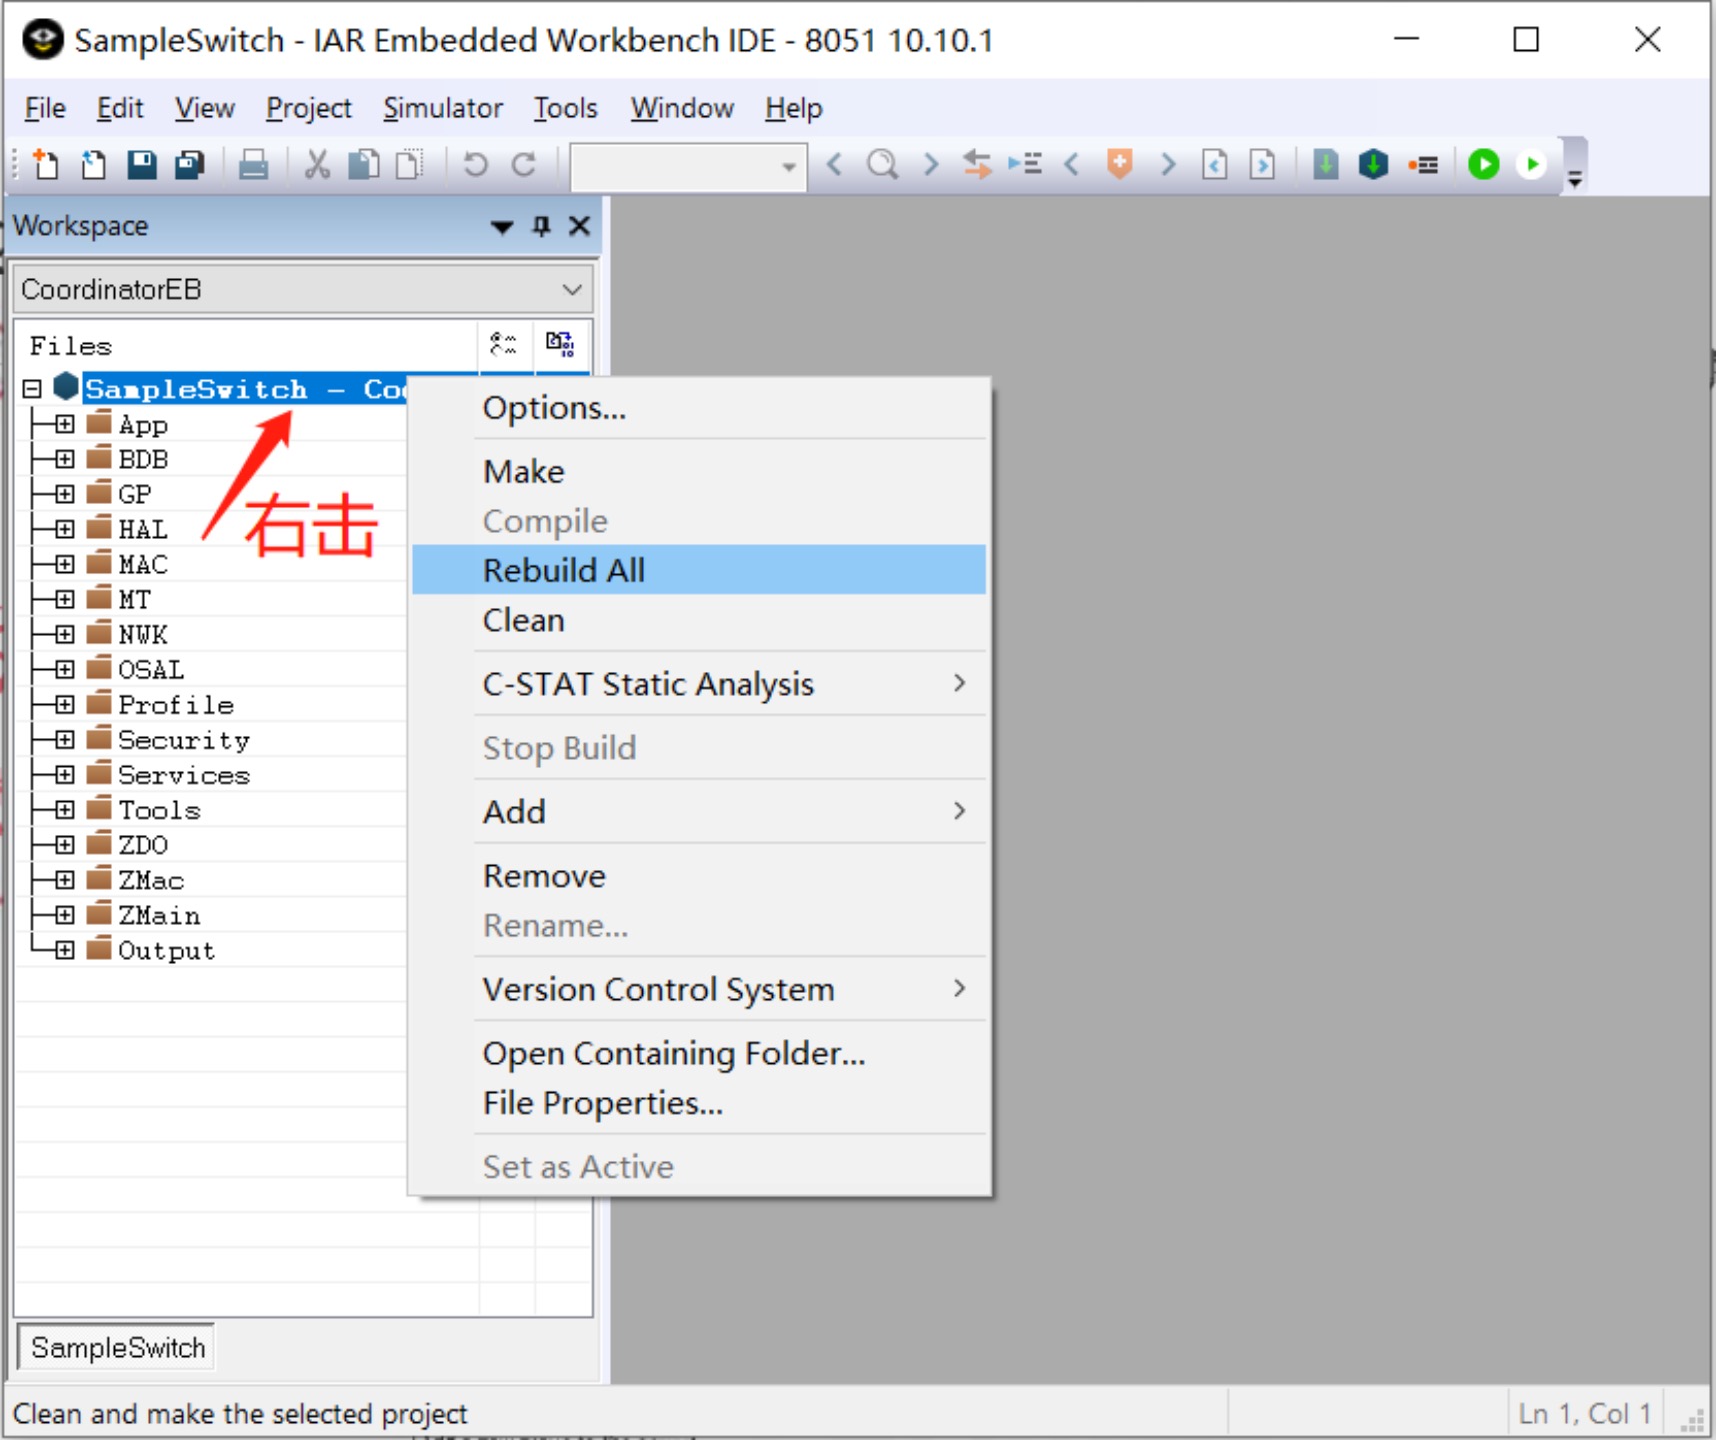 SampleSwitch - IAR Embedded Workbench IDE - 8051 10.10.1
File Edit View Project Simulator Tools Window Help
Workspace
CoordinatorEB
Files
SampleSwitch - Co
App
BDB
GP
HAL
MAC
MT
NWK
OSAL
Profile
Security
Services
Tools
ZDO
ZMac
ZMain
Output
右击
Options...
Make
Compile
Rebuild All
Clean
C-STAT Static Analysis
Stop Build
Add
Remove
Rename...
Version Control System
Open Containing Folder...
File Properties...
Set as Active
SampleSwitch
Clean and make the selected project
Ln 1, Col 1